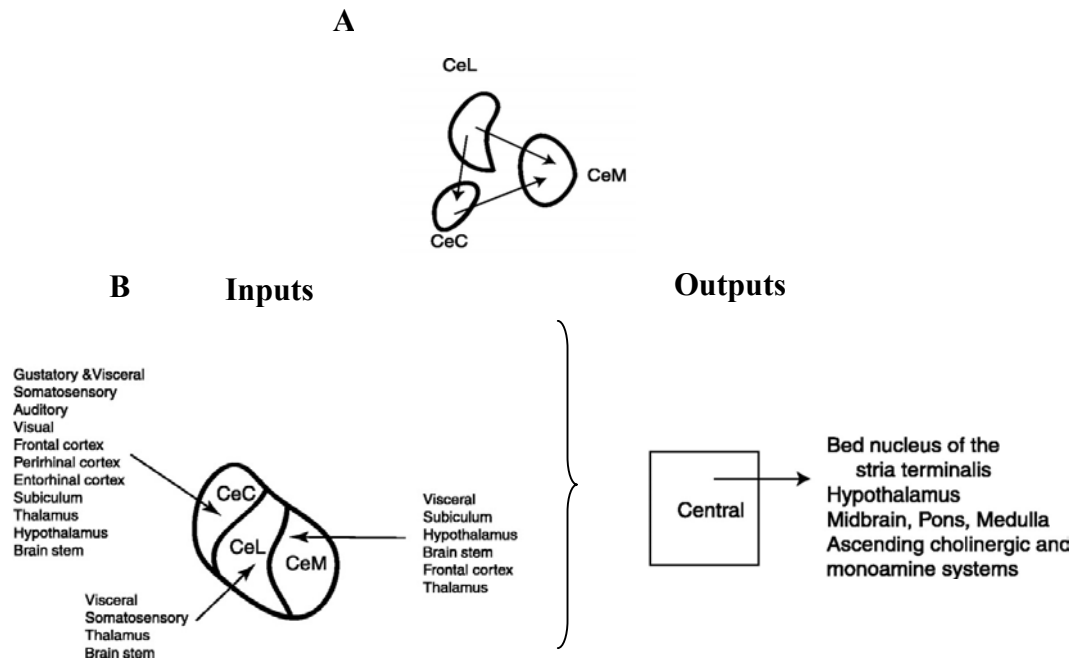 A
CeL
CeM
CeC
B
Inputs
Outputs
Gustatory &Visceral
Somatosensory
Auditory
Visual
Frontal cortex
Perirhinal cortex
Entorhinal cortex
Subiculum
Thalamus
Hypothalamus
Brain stem
CeC
CeL
CeM
Visceral
Somatosensory
Thalamus
Brain stem
Visceral
Subiculum
Hypothalamus
Brain stem
Frontal cortex
Thalamus
Central
Bed nucleus of the
stria terminalis
Hypothalamus
Midbrain, Pons, Medulla
Ascending cholinergic and
monoamine systems